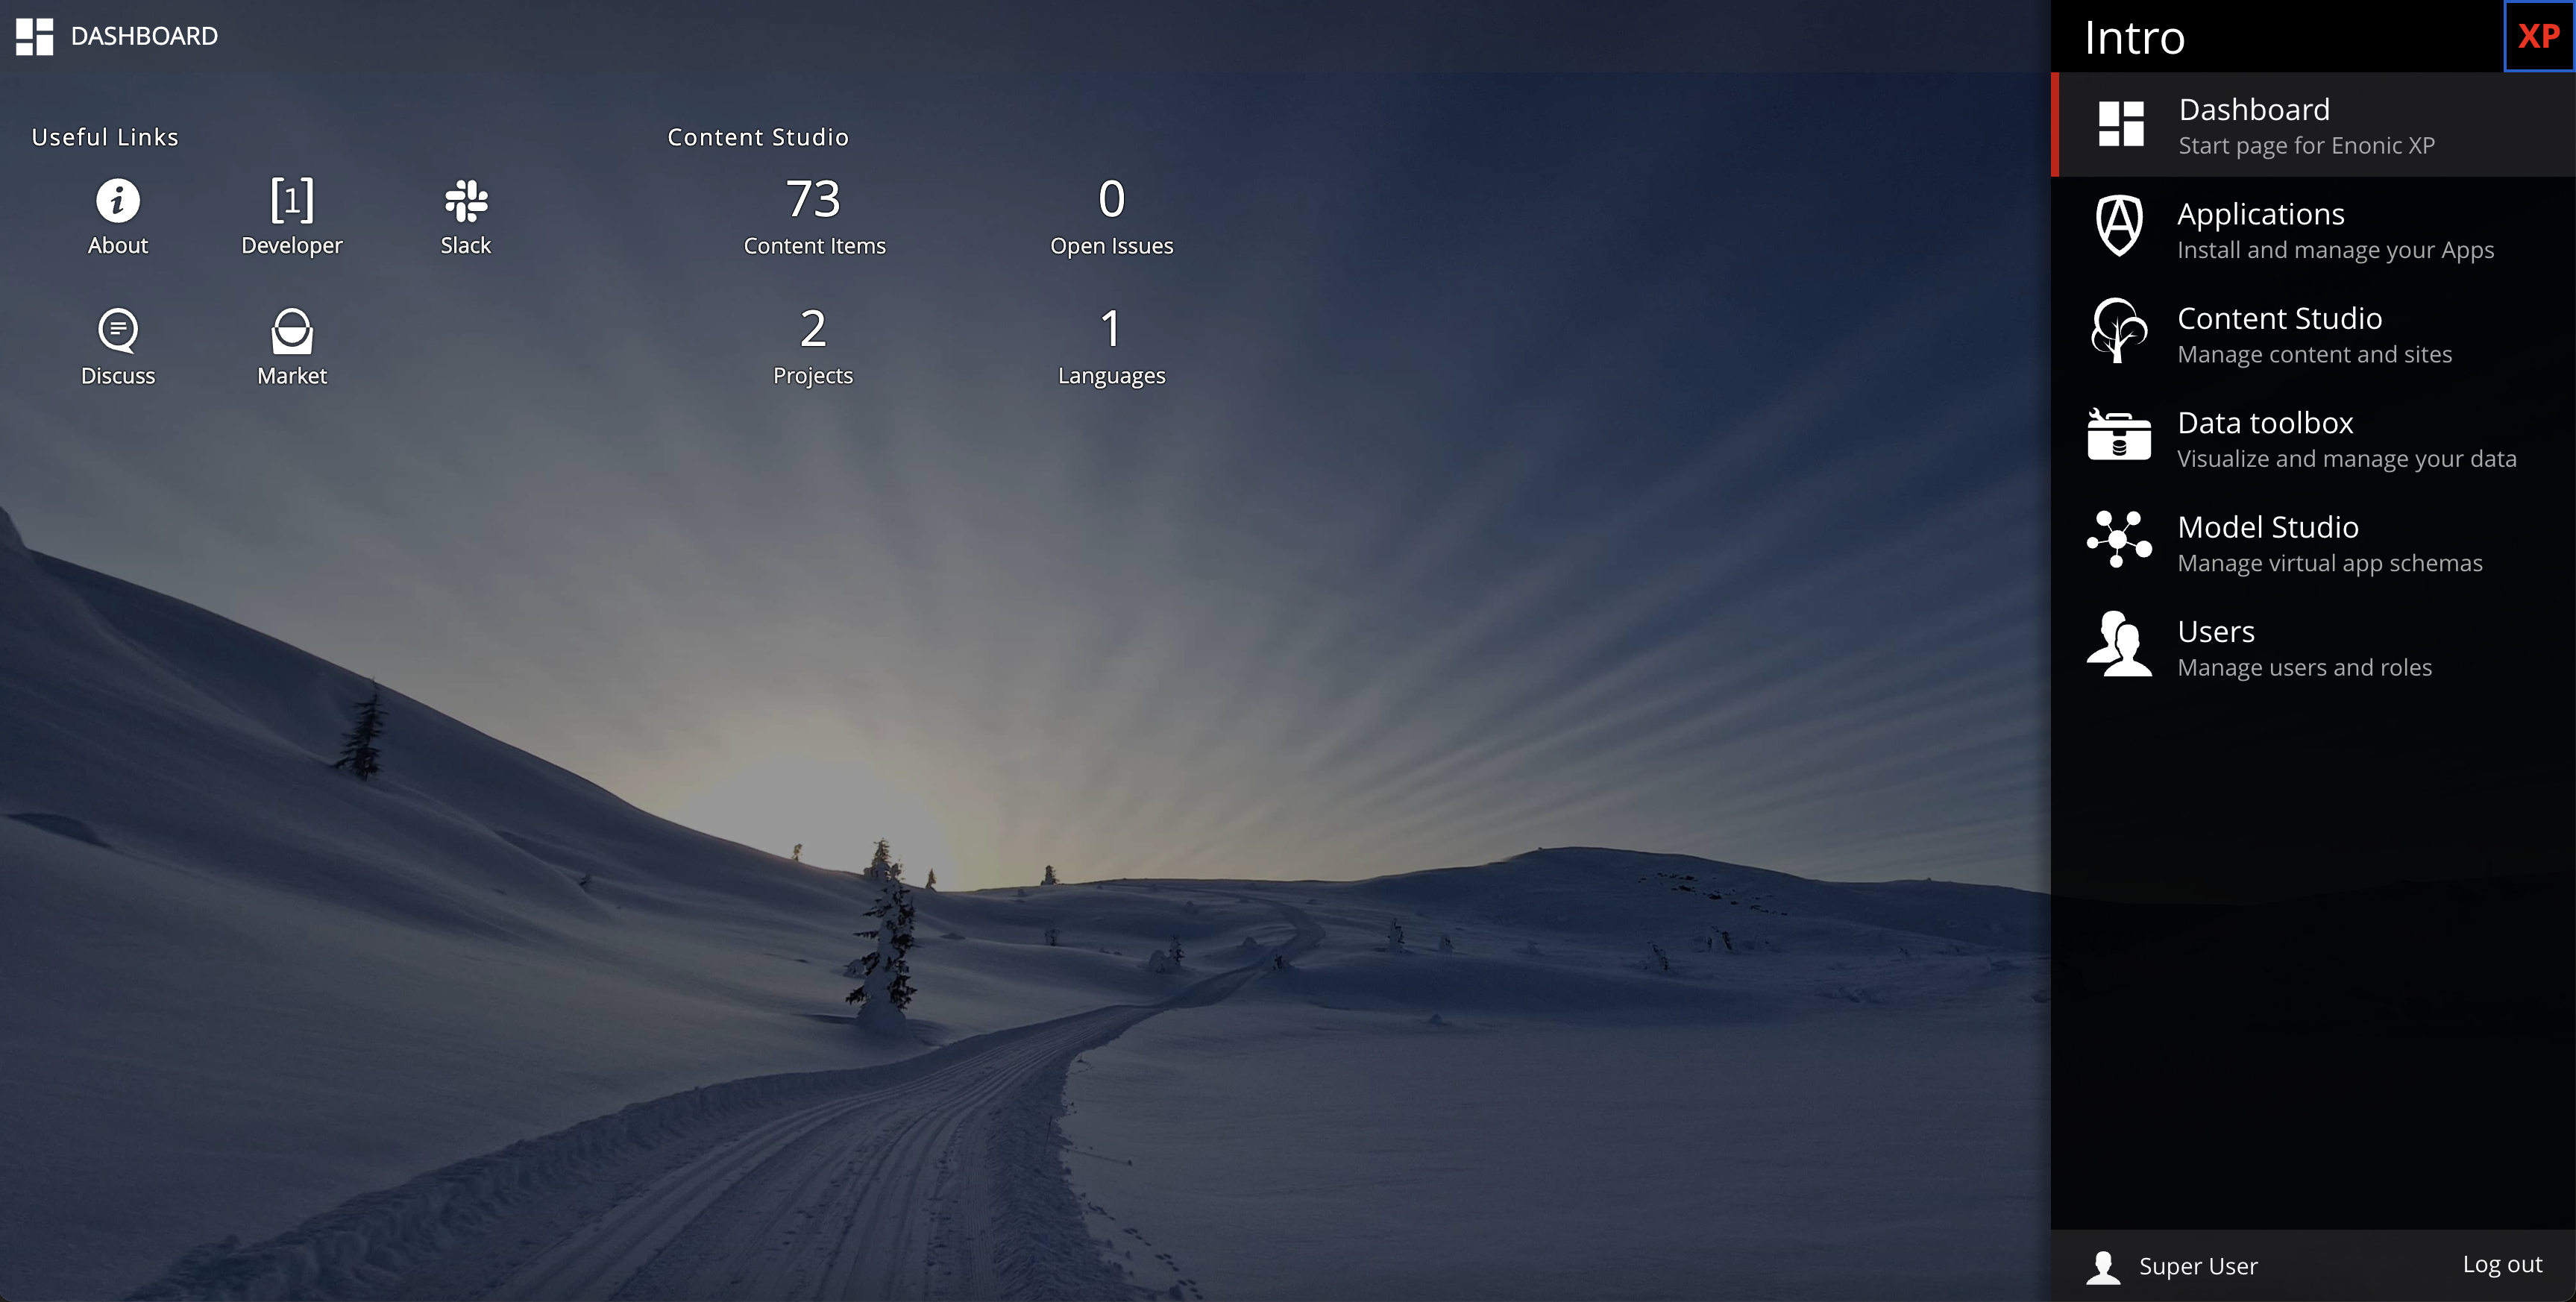 DASHBOARD
Useful Links
About
Developer
Slack
Discuss
Market
Content Studio
73
Content Items
0
Open Issues
2
Projects
1
Languages
Intro
XP
Dashboard
Start page for Enonic XP
Applications
Install and manage your Apps
Content Studio
Manage content and sites
Data toolbox
Visualize and manage your data
Model Studio
Manage virtual app schemas
Users
Manage users and roles
Super User
Log out